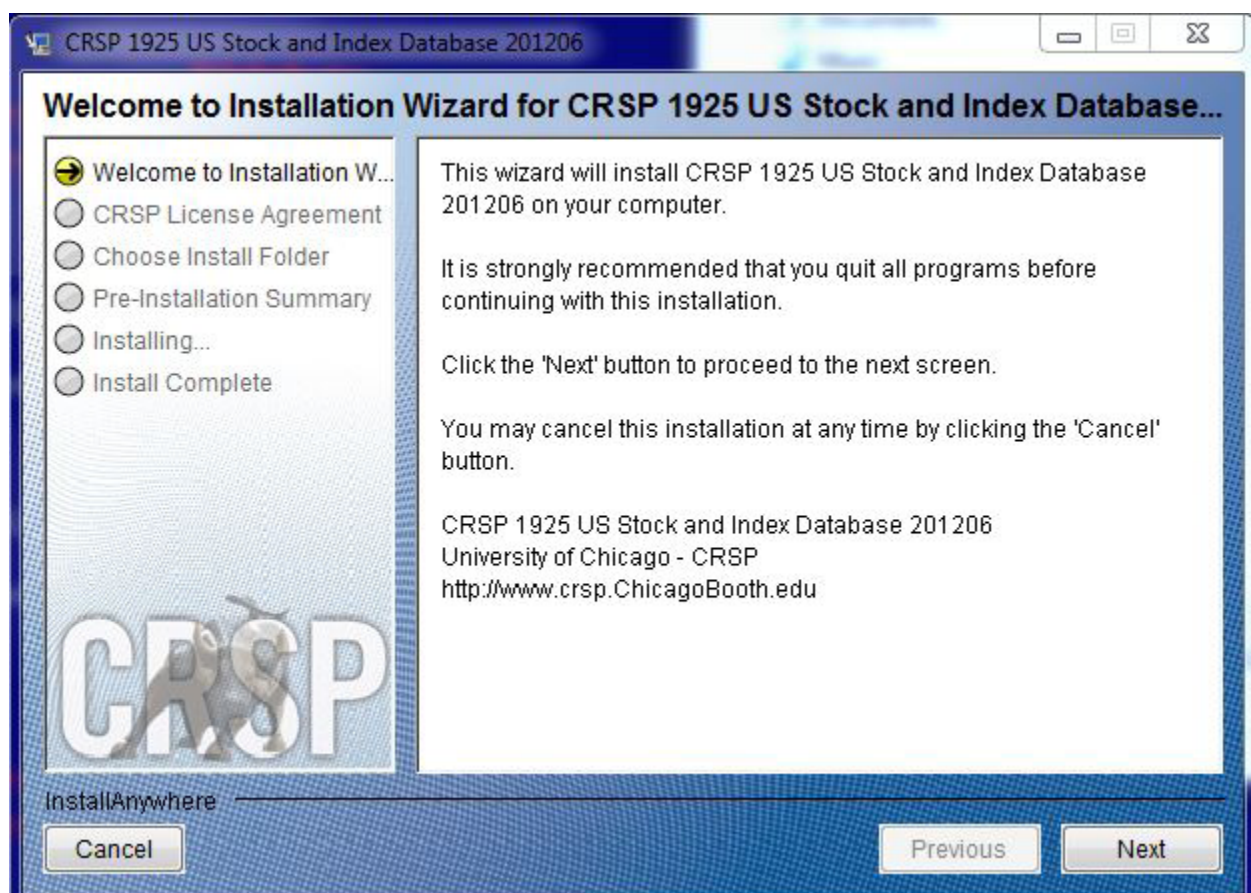 CRSP 1925 US Stock and Index Database 201206
Welcome to Installation Wizard for CRSP 1925 US Stock and Index Database...
Welcome to Installation W...
CRSP License Agreement
Choose Install Folder
Pre-Installation Summary
Installing...
Install Complete
CRSP
This wizard will install CRSP 1925 US Stock and Index Database
201206 on your computer.
It is strongly recommended that you quit all programs before
continuing with this installation.
Click the 'Next' button to proceed to the next screen.
You may cancel this installation at any time by clicking the 'Cancel'
button.
CRSP 1925 US Stock and Index Database 201206
University of Chicago - CRSP
http://www.crsp.ChicagoBooth.edu
InstallAnywhere
Cancel
Previous
Next